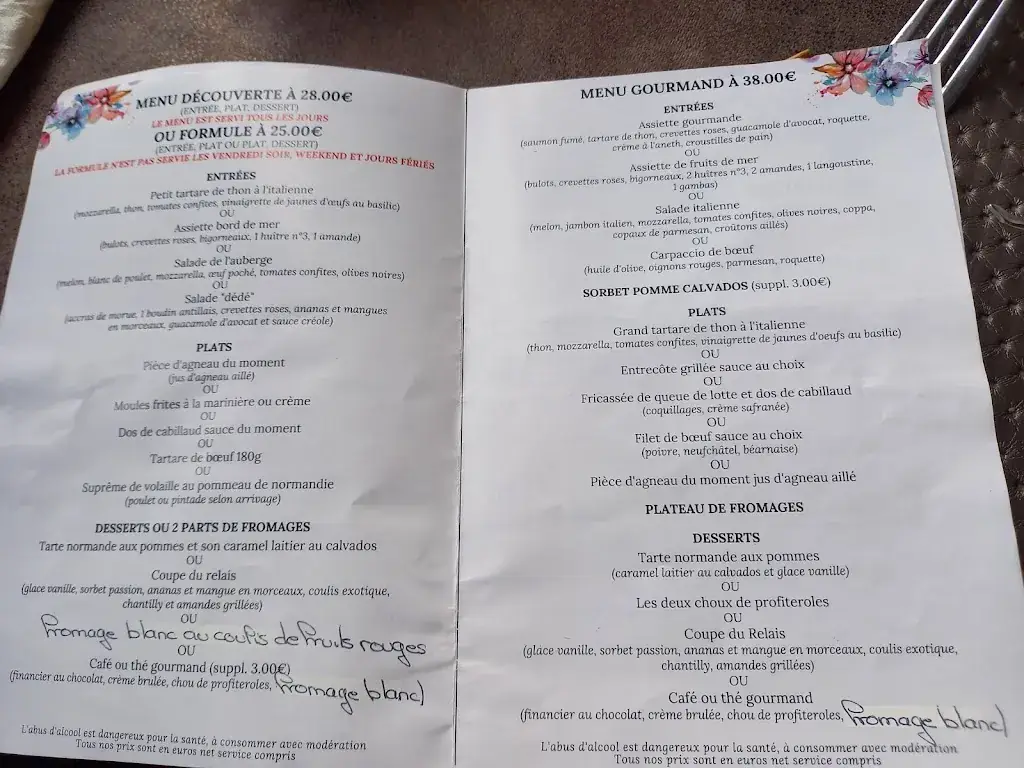 MENU DÉCOUVERTE À 28.00€
(ENTRÉE, PLAT, DESSERT)
LE MENU EST SERVI TOUS LES JOURS
OU FORMULE À 25.00€
(ENTRÉE, PLAT OU PLAT, DESSERT)
LA FORMULE N'EST PAS SERVIE LES VENDREDI SOIR, WEEKEND ET JOURS FÉRIÉS
ENTRÉES
Petit tartare de thon à l'italienne
(mozzarella, thon, tomates confites, vinaigrette de jaunes d'œufs au basilic)
OU
Assiette bord de mer
(bulots, crevettes roses, bigorneaux, 1 huître n°3, 1 amande)
OU
Salade de l'auberge
(melon, blanc de poulet, mozzarella, œuf poché, tomates confites, olives noires)
OU
Salade "dédé"
(accras de morue, 1 boudin antillais, crevettes roses, ananas et mangues
en morceaux, guacamole d'avocat et sauce créole)
PLATS
Pièce d'agneau du moment
(jus d'agneau aillé)
OU
Moules frites à la marinière ou crème
OU
Dos de cabillaud sauce du moment
OU
Tartare de bœuf 180g
OU
Suprême de volaille au pommeau de normandie
(poulet ou pintade selon arrivage)
DESSERTS OU 2 PARTS DE FROMAGES
Tarte normande aux pommes et son caramel laitier au calvados
OU
Coupe du relais
(glace vanille, sorbet passion, ananas et mangue en morceaux, coulis exotique,
chantilly et amandes grillées)
OU
Fromage blanc au coulis de fruits rouges
OU
Café ou thé gourmand (suppl. 3.00€)
(financier au chocolat, crème brulée, chou de profiteroles, Fromage blanc)
L'abus d'alcool est dangereux pour la santé, à consommer avec modération
Tous nos prix sont en euros net service compris
MENU GOURMAND À 38.00€
ENTRÉES
Assiette gourmande
(saumon fumé, tartare de thon, crevettes roses, guacamole d'avocat, roquette,
crème à l'aneth, croustilles de pain)
OU
Assiette de fruits de mer
(bulots, crevettes roses, bigorneaux, 2 huîtres n°3, 2 amandes, 1 langoustine,
1 gambas)
OU
Salade italienne
(melon, jambon italien, mozzarella, tomates confites, olives noires, coppa,
copaux de parmesan, croûtons aillés)
OU
Carpaccio de bœuf
(huile d'olive, oignons rouges, parmesan, roquette)
SORBET POMME CALVADOS (suppl. 3.00€)
PLATS
Grand tartare de thon à l'italienne
(thon, mozzarella, tomates confites, vinaigrette de jaunes d'oeufs au basilic)
OU
Entrecôte grillée sauce au choix
OU
Fricassée de queue de lotte et dos de cabillaud
(coquillages, crème safranée)
OU
Filet de bœuf sauce au choix
(poivre, neufchâtel, béarnaise)
OU
Pièce d'agneau du moment jus d'agneau aillé
PLATEAU DE FROMAGES
DESSERTS
Tarte normande aux pommes
(caramel laitier au calvados et glace vanille)
OU
Les deux choux de profiteroles
OU
Coupe du Relais
(glace vanille, sorbet passion, ananas et mangue en morceaux, coulis exotique,
chantilly, amandes grillées)
OU
Café ou thé gourmand
(financier au chocolat, crème brulée, chou de profiteroles, Fromage blanc)
L'abus d'alcool est dangereux pour la santé, à consommer avec modération
Tous nos prix sont en euros net service compris